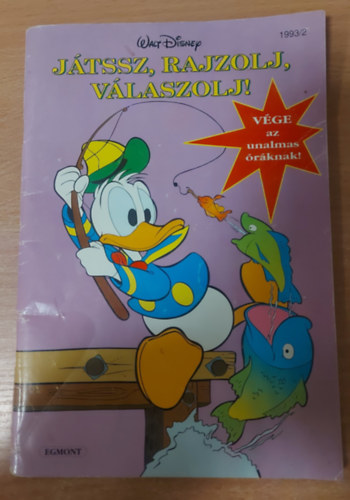 1993/2
Walt Disney
JÁTSSZ, RAJZOLJ,
VÁLASZOLJ!
VÉGE
az
unalmas
óráknak!
EGMONT